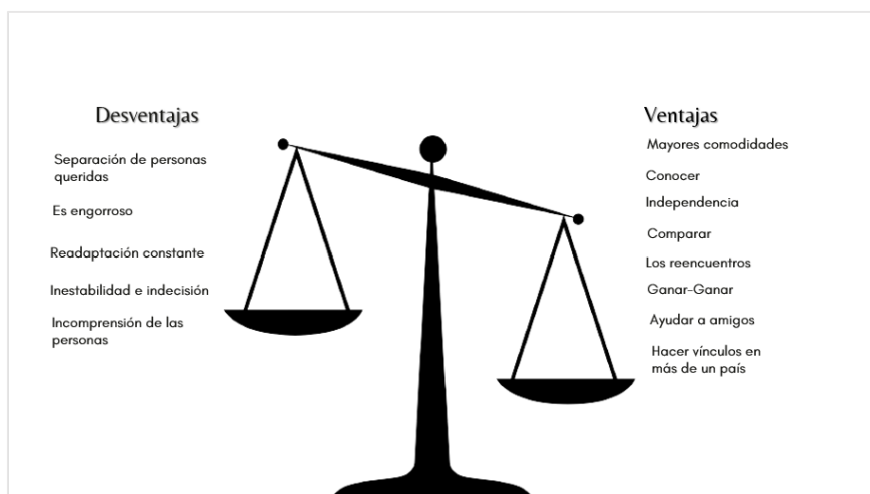 Desventajas
Separación de personas
queridas
Es engorroso
Readaptación constante
Inestabilidad e indecisión
Incomprensión de las
personas
Ventajas
Mayores comodidades
Conocer
Independencia
Comparar
Los reencuentros
Ganar-Ganar
Ayudar a amigos
Hacer vínculos en
más de un país